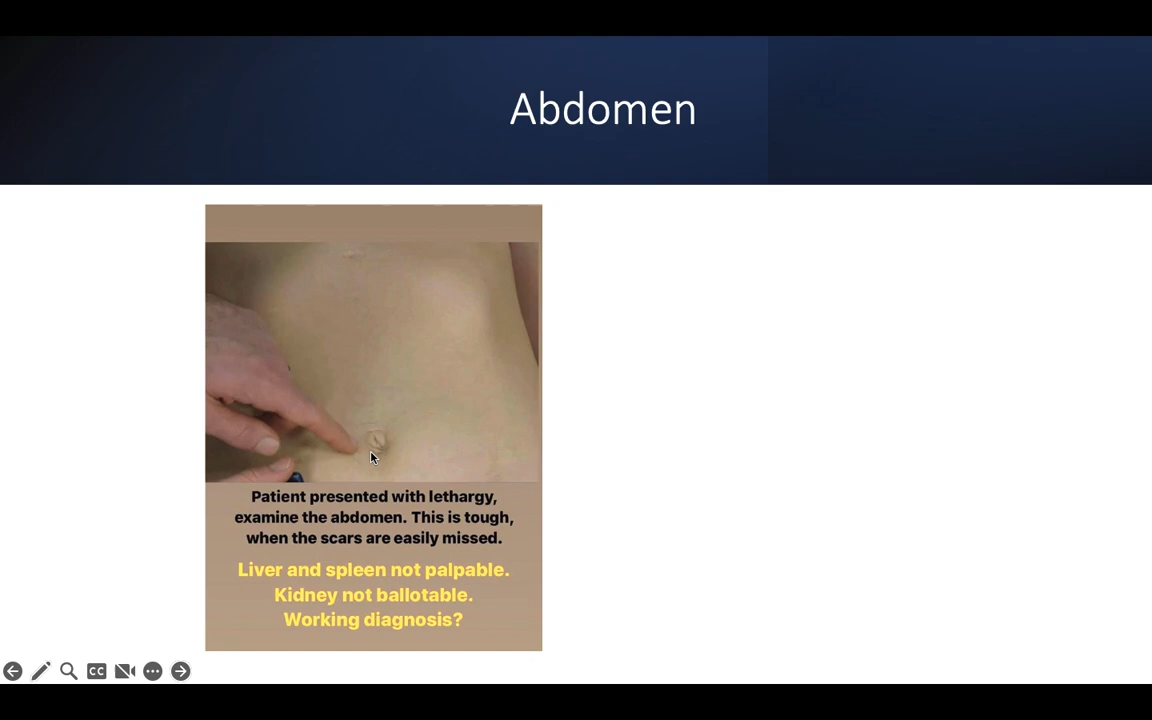 Abdomen
Patient presented with lethargy,
examine the abdomen. This is tough,
when the scars are easily missed.
Liver and spleen not palpable.
Kidney not ballotable.
Working diagnosis?
CC